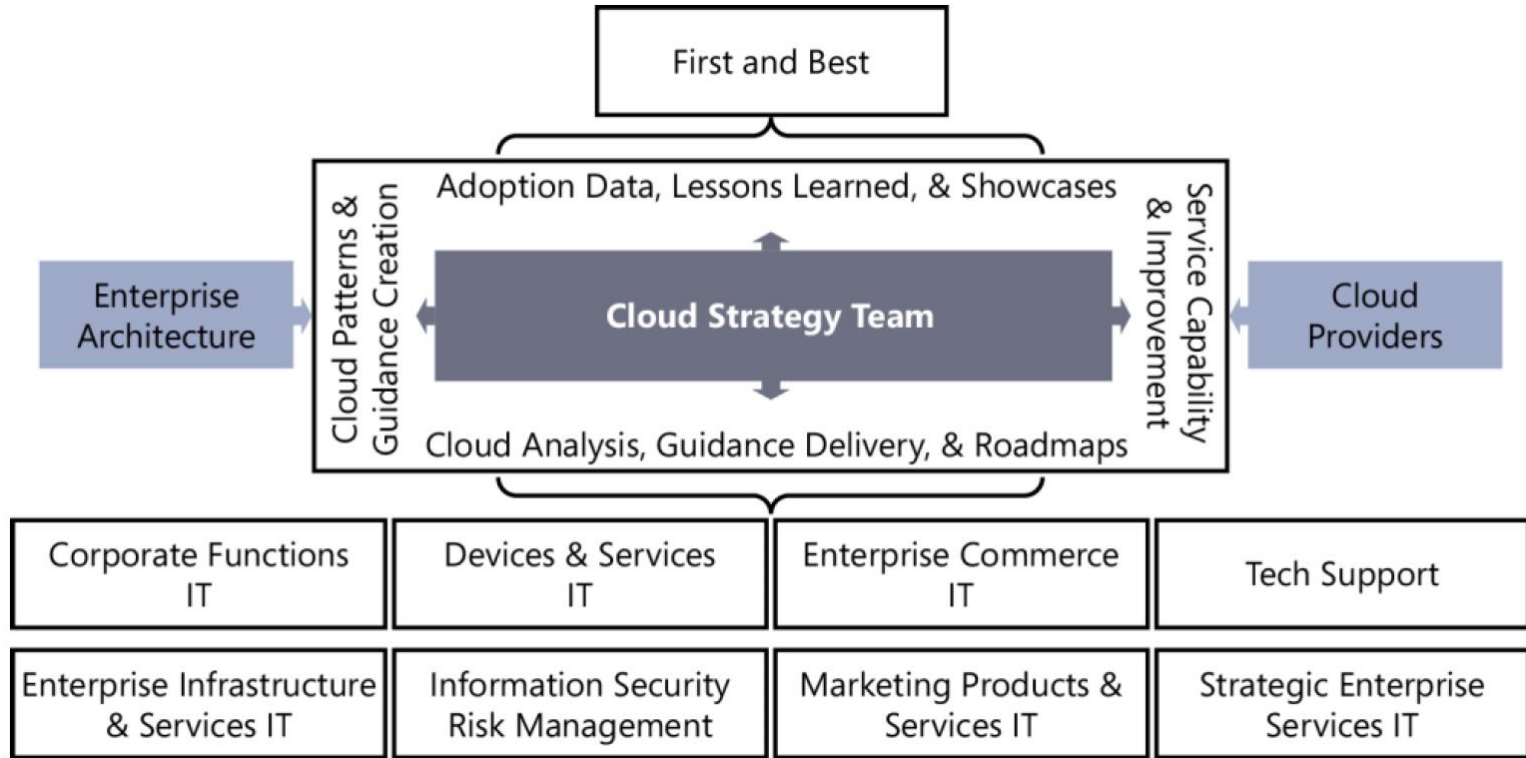 First and Best
Adoption Data, Lessons Learned, & Showcases
Cloud Patterns &
Guidance Creation
Service Capability
& Improvement
Enterprise
Architecture
Cloud Strategy Team
Cloud
Providers
Cloud Analysis, Guidance Delivery, & Roadmaps
Corporate Functions
IT
Devices & Services
IT
Enterprise Commerce
IT
Tech Support
Enterprise Infrastructure
& Services IT
Information Security
Risk Management
Marketing Products &
Services IT
Strategic Enterprise
Services IT